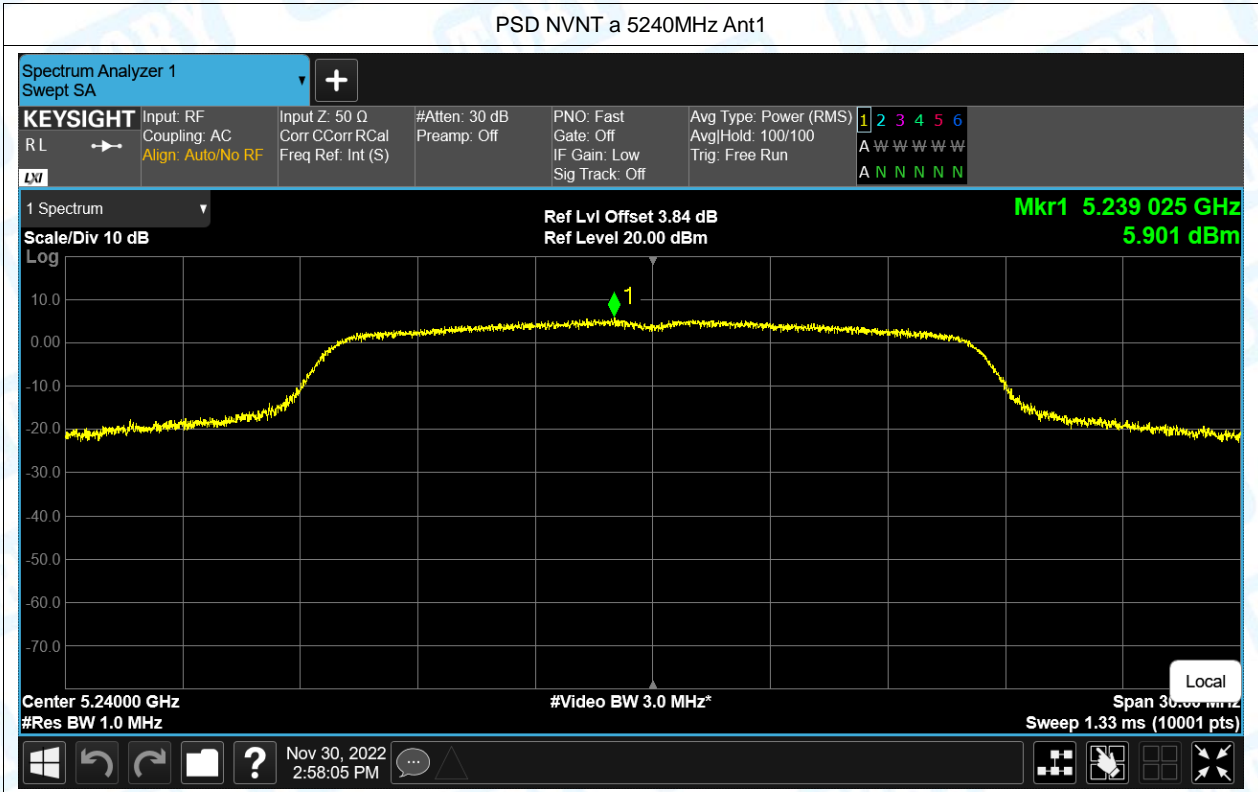 PSD NVNT a 5240MHz Ant1
Spectrum Analyzer 1
Swept SA
KEYSIGHT
R L
LXI
Input: RF
Coupling: AC
Align: Auto/No RF
Input Z: 50 Ω
Corr CCorr RCal
Freq Ref: Int (S)
#Atten: 30 dB
Preamp: Off
PNO: Fast
Gate: Off
IF Gain: Low
Sig Track: Off
Avg Type: Power (RMS)
Avg|Hold: 100/100
Trig: Free Run
1 2 3 4 5 6
A W W W W W
A N N N N N
1 Spectrum
Scale/Div 10 dB
Ref Lvl Offset 3.84 dB
Ref Level 20.00 dBm
Mkr1 5.239 025 GHz
5.901 dBm
Log
1
10.0
0.00
-10.0
-20.0
-30.0
-40.0
-50.0
-60.0
-70.0
Local
Center 5.24000 GHz
#Video BW 3.0 MHz*
Span 30.00 MHz
#Res BW 1.0 MHz
Sweep 1.33 ms (10001 pts)
?
Nov 30, 2022
2:58:05 PM